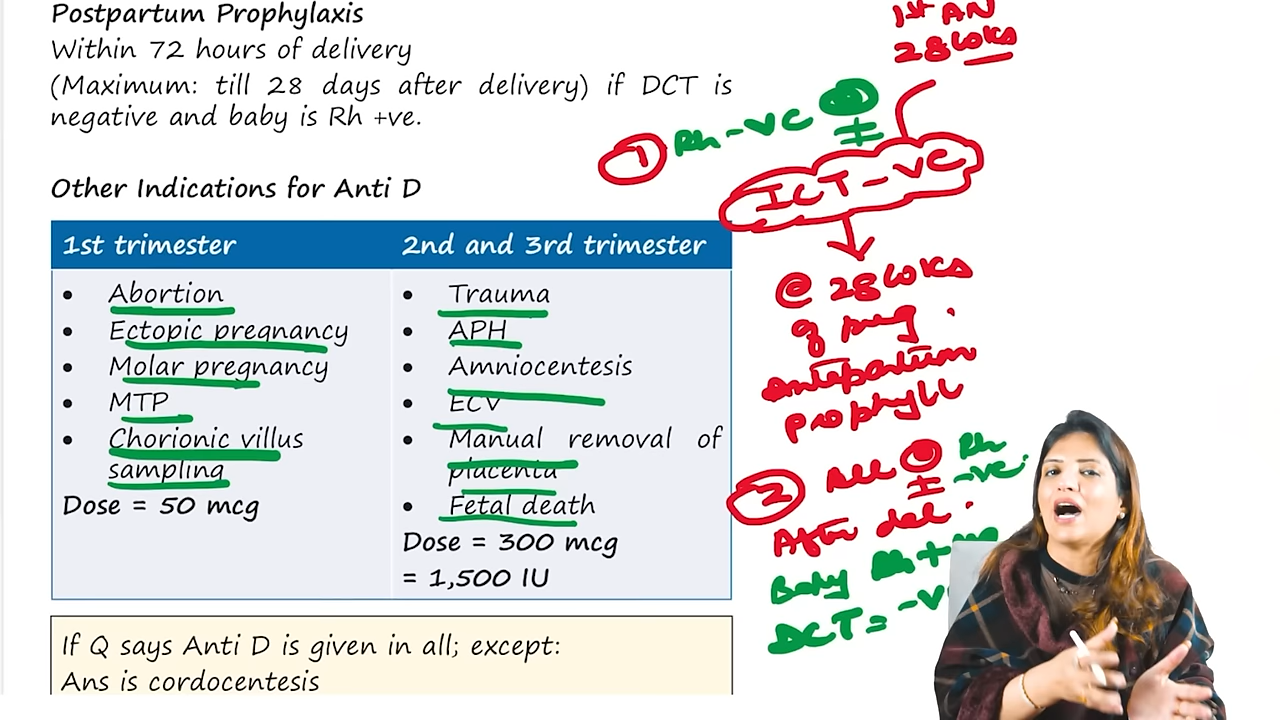 Postpartum Prophylaxis
Within 72 hours of delivery
(Maximum: till 28 days after delivery) if DCT is
negative and baby is Rh +ve.
Other Indications for Anti D
1st trimester
• Abortion
• Ectopic pregnancy
• Molar pregnancy
• MTP
• Chorionic villus
sampling
Dose = 50 mcg
2nd and 3rd trimester
• Trauma
• APH
• Amniocentesis
• ECV
• Manual removal of
placenta
• Fetal death
Dose = 300 mcg
= 1,500 IU
If Q says Anti D is given in all; except:
Ans is cordocentesis
1st AN
28 wks
1 Rh -ve
ICT -ve
@ 28 wks
of preg.
Antepartum
prophyll
2 All Rh
-ve
After del.
Baby Rh +ve
DCT = -v